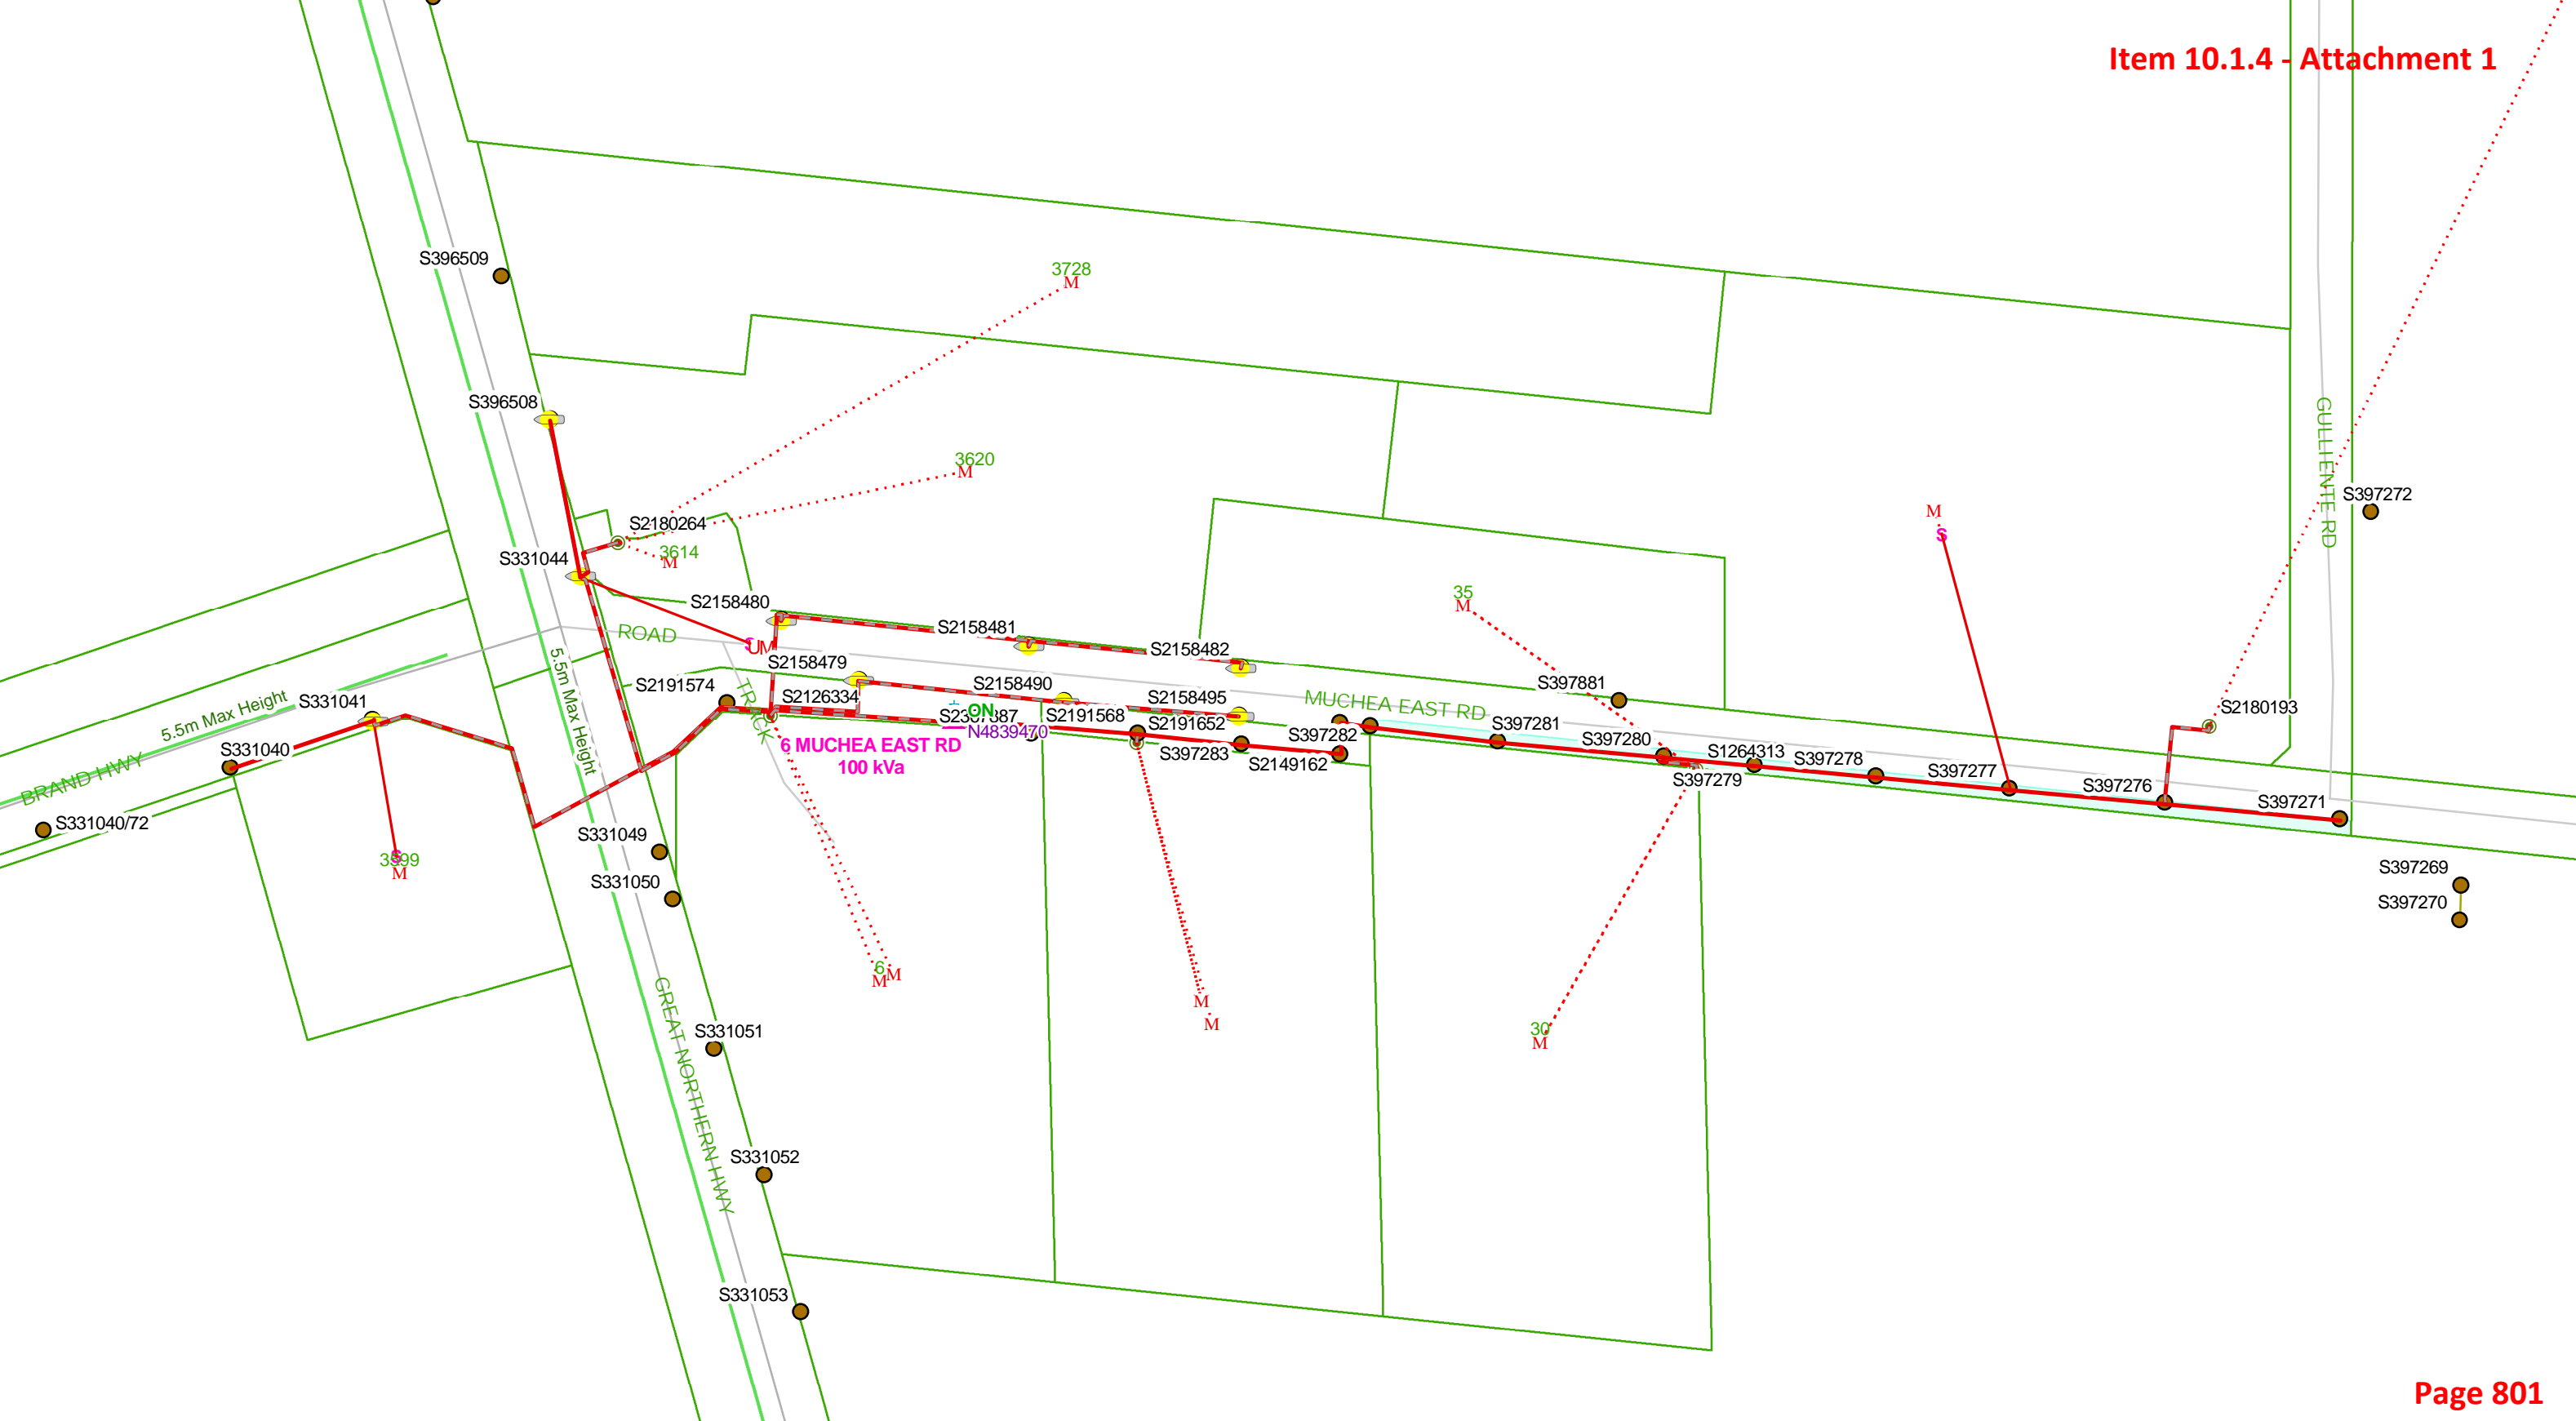 Item 10.1.4 - Attachment 1
S396509
3728
S396508
3620
GULLIENTE RD
S397272
M
M
M
S
S2180264
3614
M
S331044
35
M
S2158480
S2158481
S2158482
ROAD
UM
S2158479
S2158490
S2158495
S2191574
S2126334
TRACK
ON
S2191568
S2191652
N4839470
MUCHEA EAST RD
S397881
S397281
S397282
S397280
S397283
S2149162
S1264313
S397279
S397278
S397277
S397276
S2180193
S397271
6 MUCHEA EAST RD
100 kVa
5.5m Max Height
5.5m Max Height
S331041
S331040
BRAND HWY
S331040/72
M
S331049
S331050
S397269
S397270
6
M
M
M
M
30
M
GREAT NORTHERN HWY
S331051
S331052
S331053
Page 801